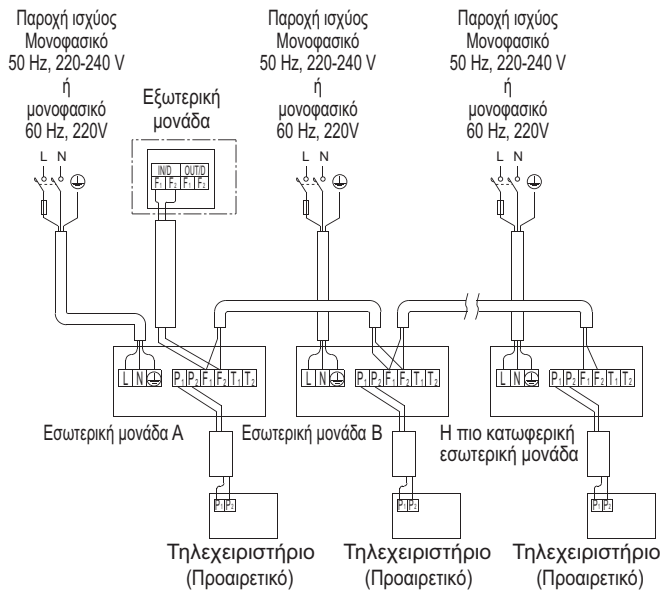 Παροχή ισχύος
Μονοφασικό
50 Hz, 220-240 V
ή
μονοφασικό
60 Hz, 220V
L N
Εξωτερική
μονάδα
IN/D OUT/D
F1 F2 F1 F2
Παροχή ισχύος
Μονοφασικό
50 Hz, 220-240 V
ή
μονοφασικό
60 Hz, 220V
L N
Παροχή ισχύος
Μονοφασικό
50 Hz, 220-240 V
ή
μονοφασικό
60 Hz, 220V
L N
L N P1 P2 F1 F2 T1 T2
L N P1 P2 F1 F2 T1 T2
L N P1 P2 F1 F2 T1 T2
Εσωτερική μονάδα A
Εσωτερική μονάδα B
Η πιο κατωφερική
εσωτερική μονάδα
P1 P2
P1 P2
P1 P2
Τηλεχειριστήριο
(Προαιρετικό)
Τηλεχειριστήριο
(Προαιρετικό)
Τηλεχειριστήριο
(Προαιρετικό)